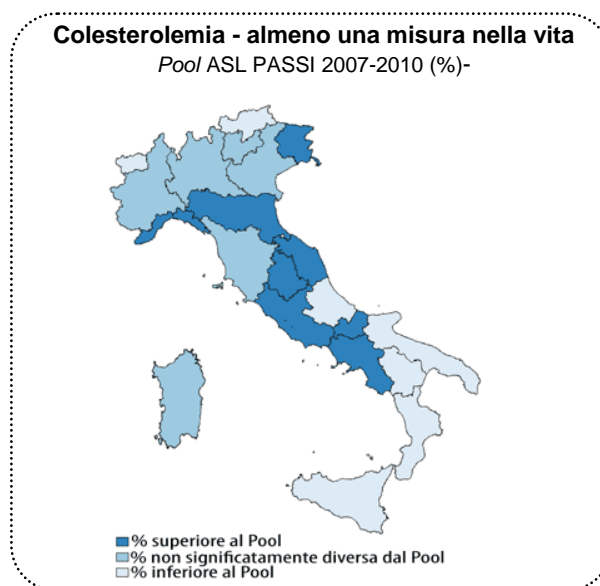 Colesterolemia - almeno una misura nella vita
Pool ASL PASSI 2007-2010 (%)-
% superiore al Pool
% non significatamente diversa dal Pool
% inferiore al Pool